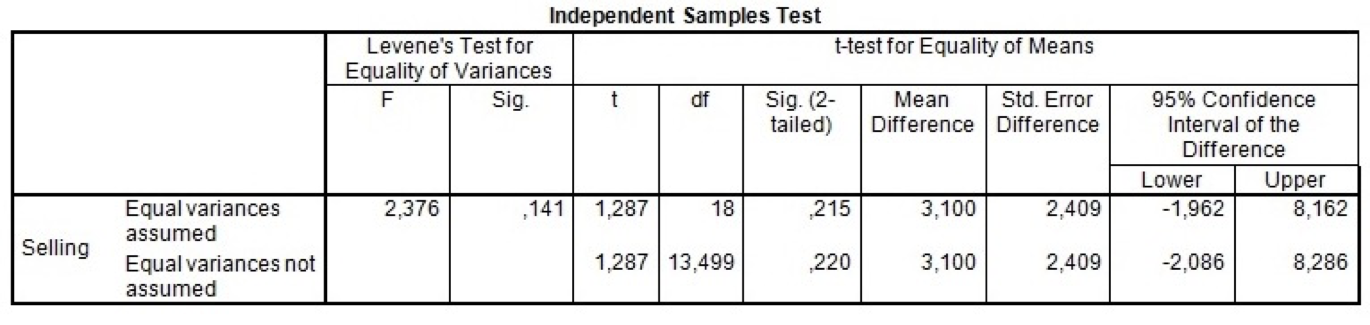 Independent Samples Test
Levene's Test for
Equality of Variances
t-test for Equality of Means
F
Sig.
t
df
Sig. (2-
tailed)
Mean
Difference
Std. Error
Difference
95% Confidence
Interval of the
Difference
Lower
Upper
Selling
Equal variances
assumed
2,376
,141
1,287
18
,215
3,100
2,409
-1,962
8,162
Equal variances not
assumed
1,287
13,499
,220
3,100
2,409
-2,086
8,286